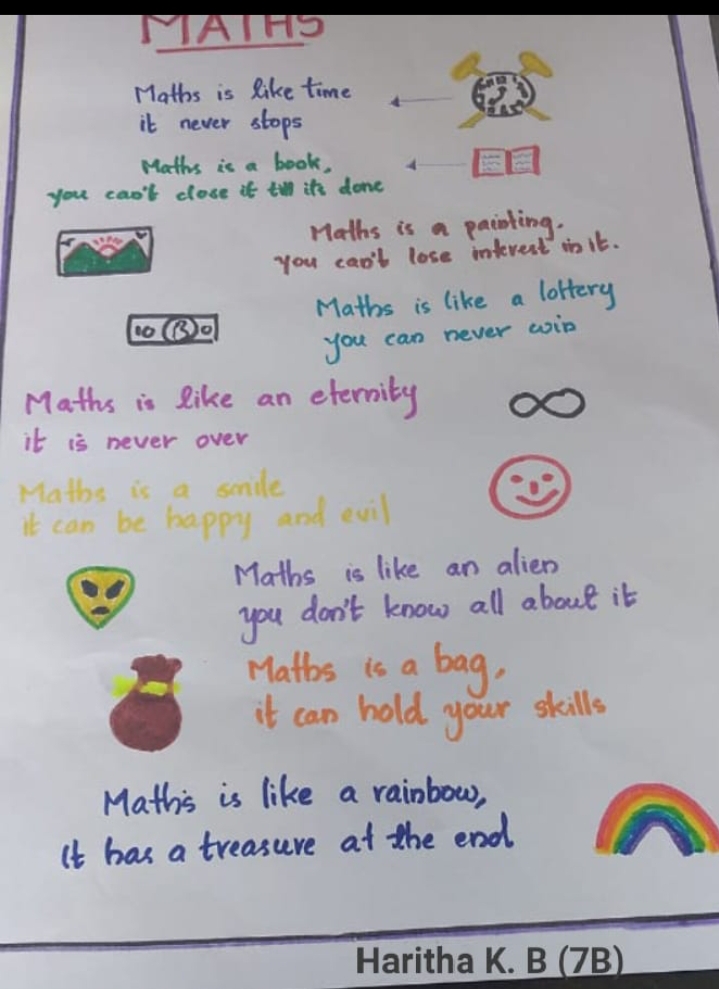 MATHS
Maths is like time
it never stops
Maths is a book,
you can't close it till its done
Maths is a painting.
you can't lose interest in it.
10 B 0
Maths is like a lottery
you can never win
Maths is like an eternity
it is never over
Maths is a smile
it can be happy and evil
Maths is like an alien
you don't know all about it
Maths is a bag,
it can hold your skills
Maths is like a rainbow,
It has a treasure at the end
Haritha K. B (7B)